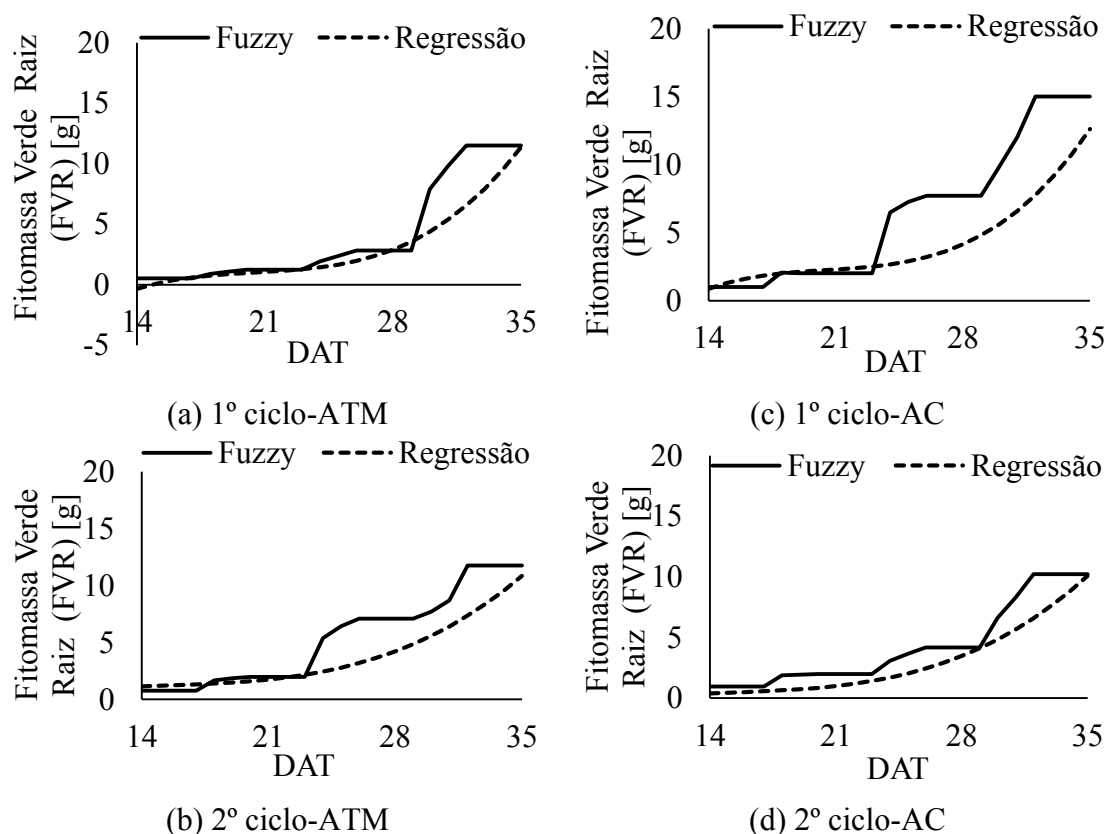 Fuzzy Regressão
Fitomassa Verde Raiz
(FVR) [g]
20
15
10
5
0
-5
14 21 28 35
DAT
(a) 1º ciclo-ATM
Fuzzy Regressão
Fitomassa Verde Raiz
(FVR) [g]
20
15
10
5
0
14 21 28 35
DAT
(c) 1º ciclo-AC
Fuzzy Regressão
Fitomassa Verde
Raiz (FVR) [g]
20
15
10
5
0
14 21 28 35
DAT
(b) 2º ciclo-ATM
Fuzzy Regressão
Fitomassa Verde
Raiz (FVR) [g]
20
15
10
5
0
14 21 28 35
DAT
(d) 2º ciclo-AC